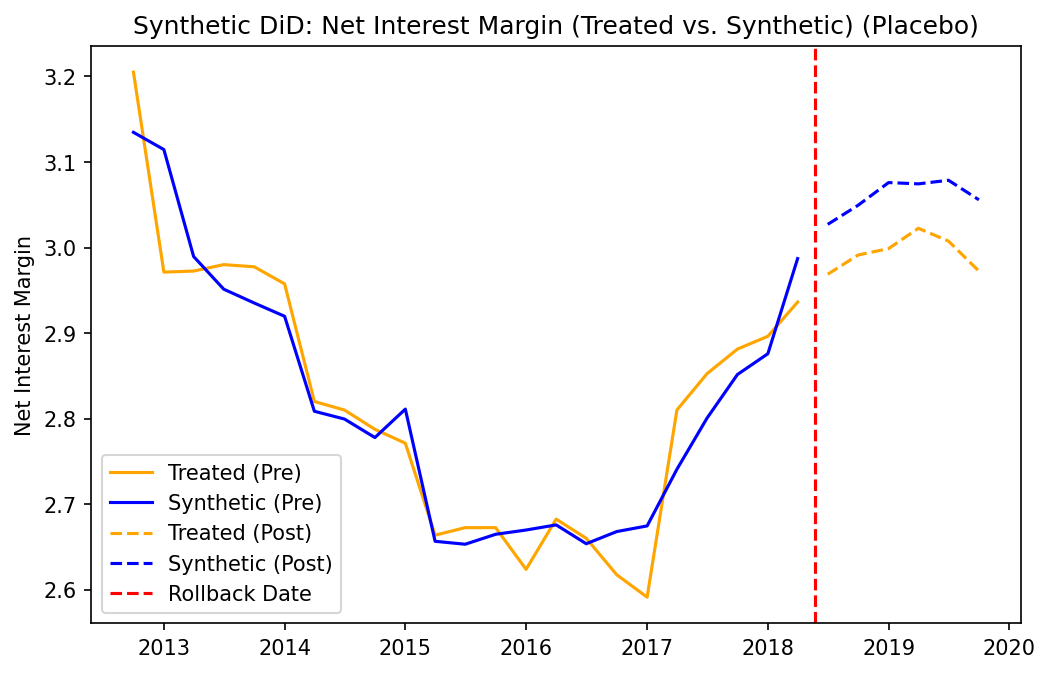 Synthetic DiD: Net Interest Margin (Treated vs. Synthetic) (Placebo)
Net Interest Margin
3.2
3.1
3.0
2.9
2.8
2.7
2.6
Treated (Pre)
Synthetic (Pre)
Treated (Post)
Synthetic (Post)
Rollback Date
2013 2014 2015 2016 2017 2018 2019 2020